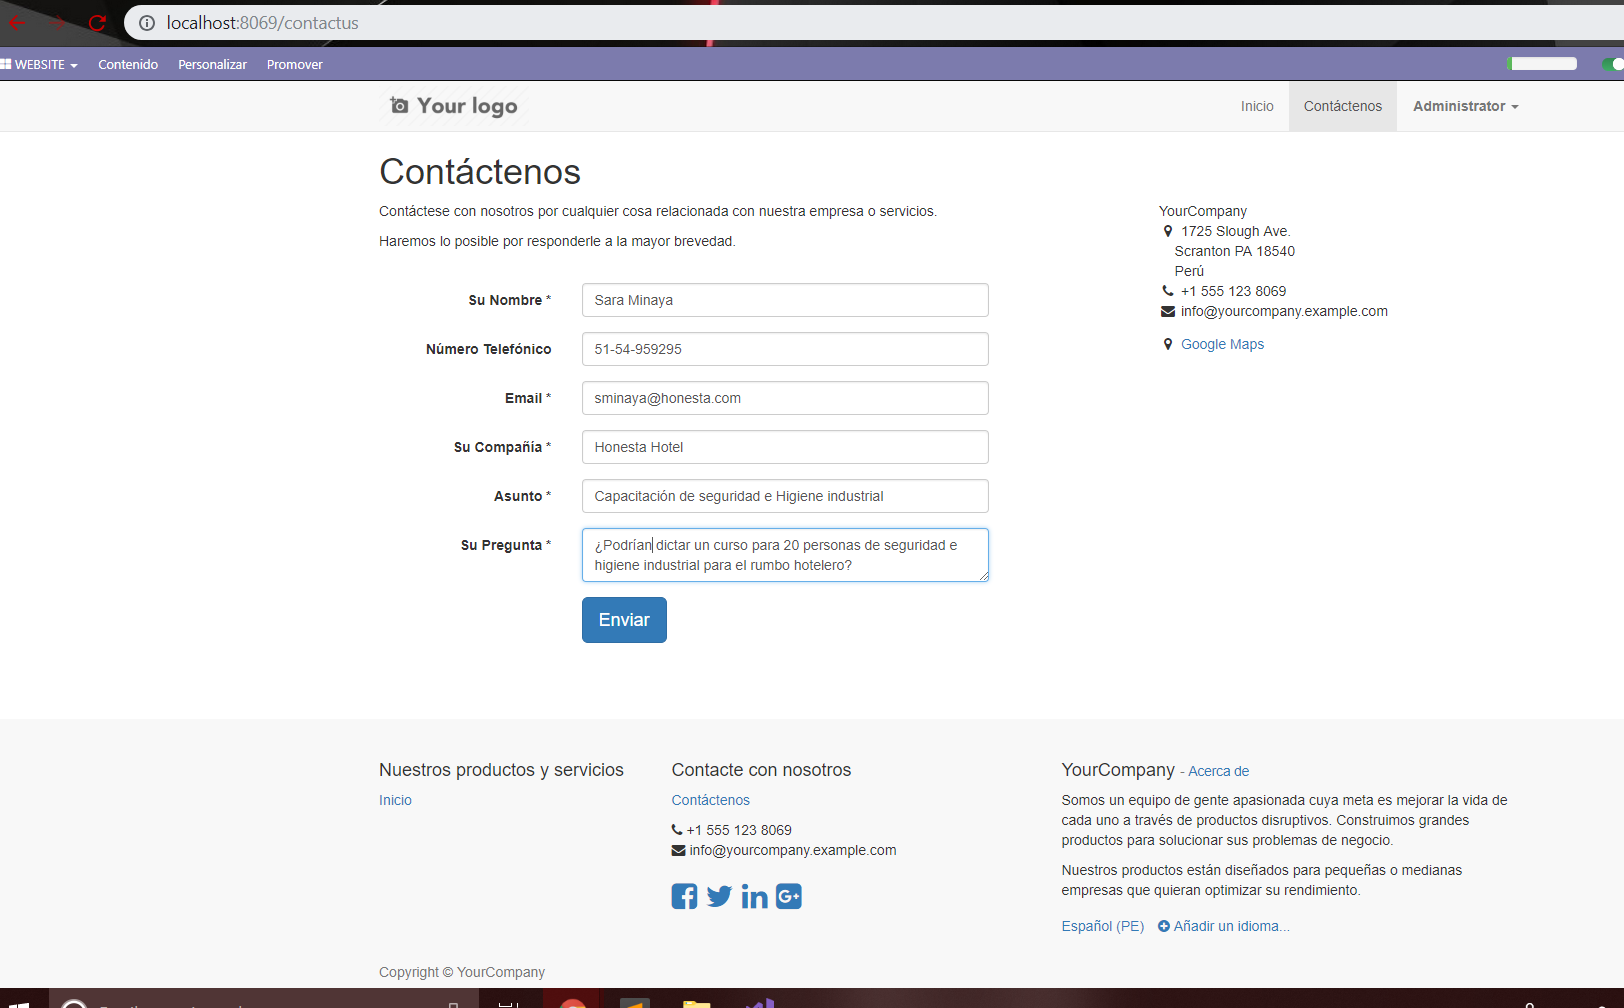 localhost:8069/contactus
WEBSITE Contenido Personalizar Promover
Your logo
Inicio Contáctenos Administrator
Contáctenos
Contáctese con nosotros por cualquier cosa relacionada con nuestra empresa o servicios.
Haremos lo posible por responderle a la mayor brevedad.
Su Nombre * Sara Minaya
Número Telefónico 51-54-959295
Email * sminaya@honesta.com
Su Compañía * Honesta Hotel
Asunto * Capacitación de seguridad e Higiene industrial
Su Pregunta * ¿Podrían dictar un curso para 20 personas de seguridad e
higiene industrial para el rumbo hotelero?
Enviar
YourCompany
1725 Slough Ave.
Scranton PA 18540
Perú
+1 555 123 8069
info@yourcompany.example.com
Google Maps
Nuestros productos y servicios
Inicio
Contacte con nosotros
Contáctenos
+1 555 123 8069
info@yourcompany.example.com
YourCompany - Acerca de
Somos un equipo de gente apasionada cuya meta es mejorar la vida de
cada uno a través de productos disruptivos. Construimos grandes
productos para solucionar sus problemas de negocio.
Nuestros productos están diseñados para pequeñas o medianas
empresas que quieran optimizar su rendimiento.
Español (PE) Añadir un idioma...
Copyright © YourCompany